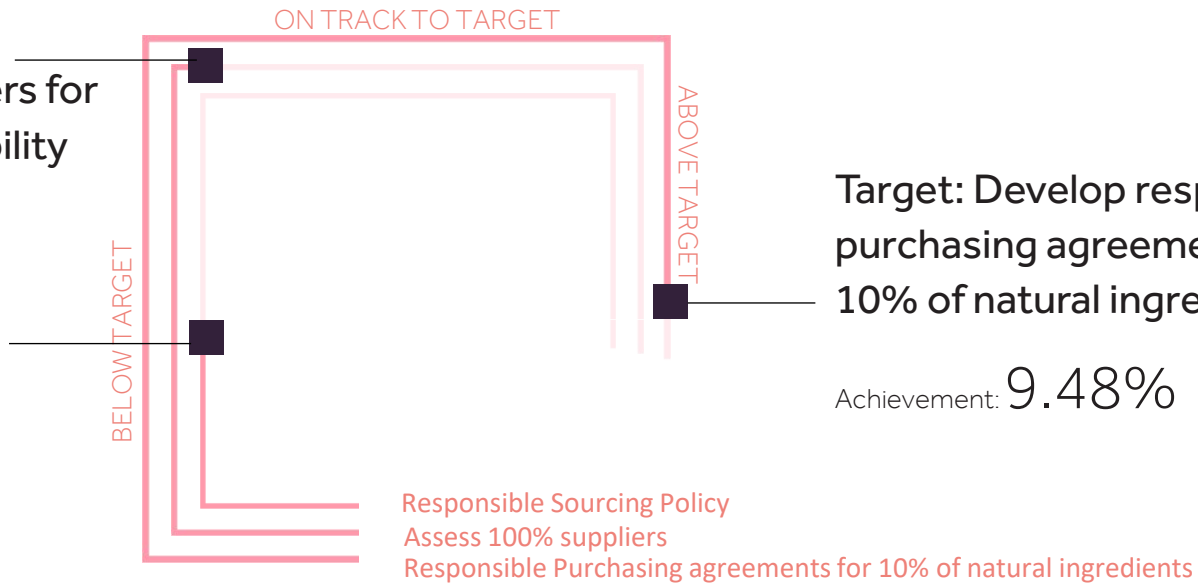 ON TRACK TO TARGET
ers for
bility
ABOVE TARGET
BELOW TARGET
Target: Develop resp
purchasing agreeme
10% of natural ingre
Achievement: 9.48%
Responsible Sourcing Policy
Assess 100% suppliers
Responsible Purchasing agreements for 10% of natural ingredients